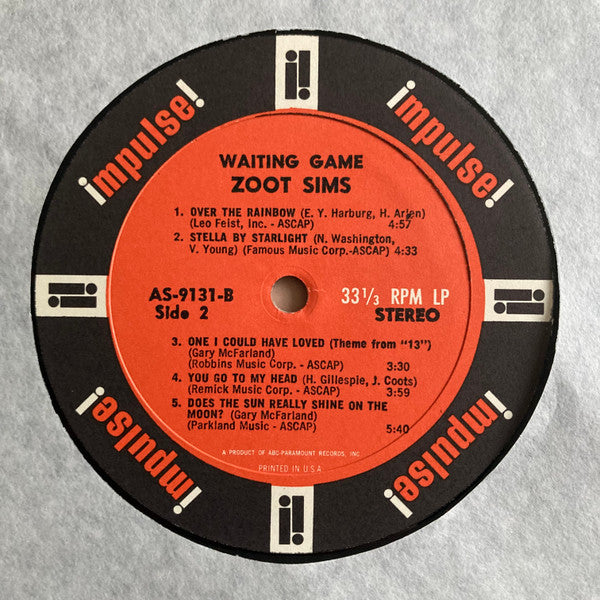 impulse!
impulse!
WAITING GAME
ZOOT SIMS
1. OVER THE RAINBOW (E. Y. Harburg, H. Arlen)
(Leo Feist, Inc. - ASCAP) 4:57
2. STELLA BY STARLIGHT (N. Washington,
V. Young) (Famous Music Corp.-ASCAP) 4:33
AS-9131-B 33 1/3 RPM LP
Side 2 STEREO
3. ONE I COULD HAVE LOVED (Theme from "13")
(Gary McFarland)
(Robbins Music Corp. - ASCAP) 3:30
4. YOU GO TO MY HEAD (H. Gillespie, J. Coots)
(Remick Music Corp. - ASCAP) 3:59
5. DOES THE SUN REALLY SHINE ON THE
MOON? (Gary McFarland)
(Parkland Music - ASCAP) 5:40
A PRODUCT OF ABC-PARAMOUNT RECORDS, INC.
PRINTED IN U.S.A.
impulse!
impulse!